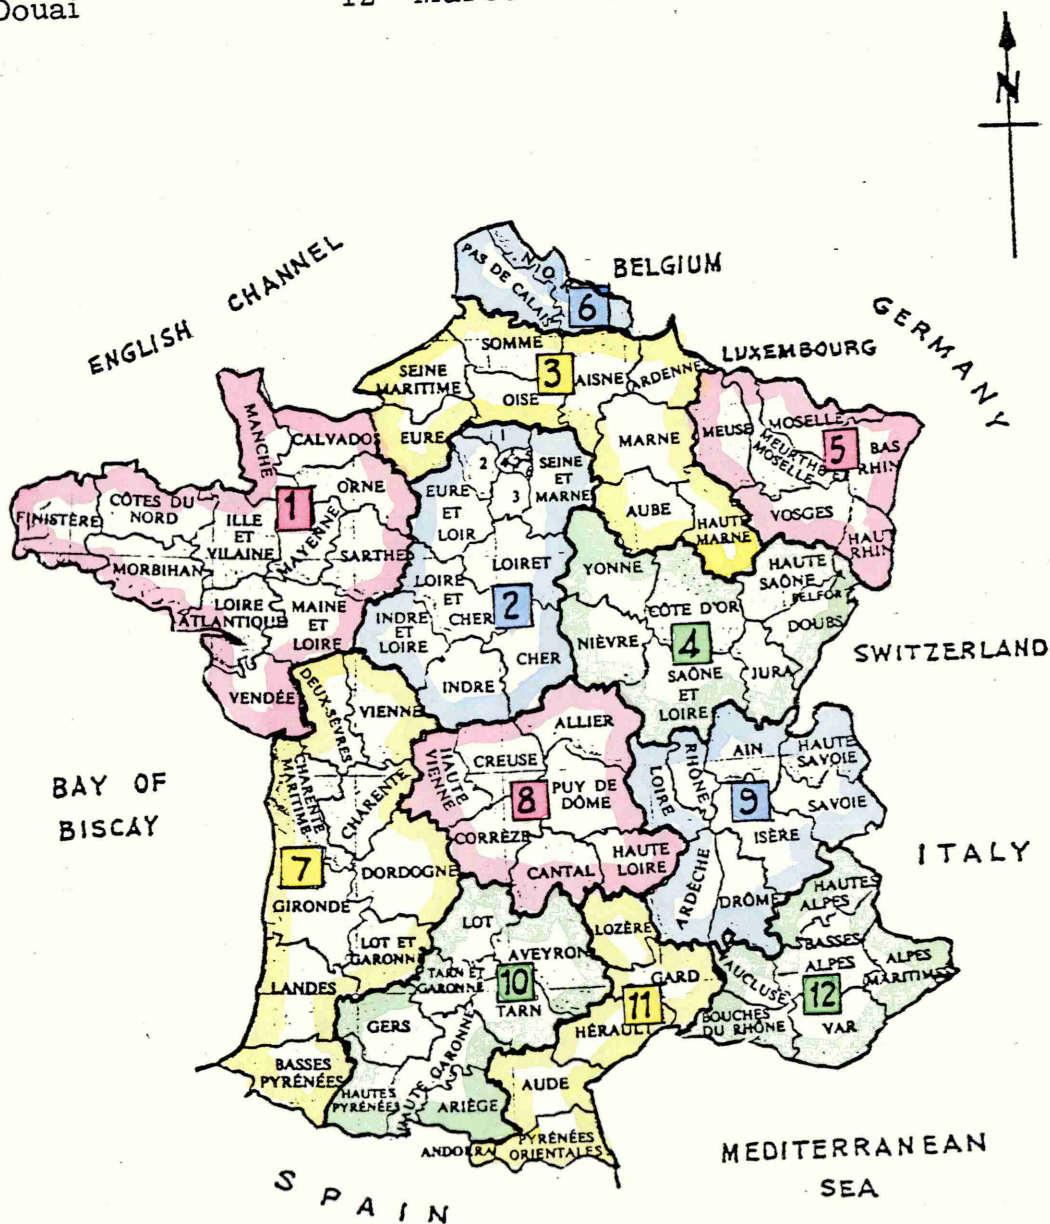 Douai
12
N
ENGLISH CHANNEL
BELGIUM
GERMANY
LUXEMBOURG
SWITZERLAND
ITALY
BAY OF
BISCAY
MEDITERRANEAN
SEA
SPAIN
ANDORRA
NORD
PAS DE CALAIS
6
SOMME
3
SEINE
MARITIME
OISE
AISNE
ARDENNE
EURE
MARNE
AUBE
HAUTE
MARNE
MEUSE
MOSELLE
MEURTHE
MOSELLE
5
BAS
RHIN
VOSGES
HAUT
RHIN
MANCHE
CALVADOS
ORNE
1
FINISTÈRE
CÔTES DU
NORD
ILLE
ET
VILAINE
MAYENNE
SARTHE
MORBIHAN
LOIRE
ATLANTIQUE
MAINE
ET
LOIRE
VENDÉE
1
2
4
3
SEINE
ET
MARNE
EURE
ET
LOIR
LOIRET
LOIRE
ET
CHER
2
INDRE
ET
LOIRE
CHER
INDRE
YONNE
CÔTE D'OR
HAUTE
SAÔNE
BELFORT
DOUBS
NIÈVRE
4
SAÔNE
ET
LOIRE
JURA
DEUX-SÈVRES
VIENNE
CHARENTE
MARITIME
CHARENTE
7
GIRONDE
DORDOGNE
LOT ET
GARONN
LANDES
BASSES
PYRÉNÉES
ALLIER
CREUSE
HAUTE
VIENNE
8
PUY DE
DÔME
CORRÈZE
CANTAL
HAUTE
LOIRE
LOIRE
RHÔNE
AIN
HAUTE
SAVOIE
9
SAVOIE
ISÈRE
ARDÈCHE
DRÔME
LOT
AVEYRON
TARN ET
GARONNE
10
TARN
GERS
HAUTE GARONNE
HAUTES
PYRÉNÉES
ARIÈGE
LOZÈRE
GARD
11
HÉRAULT
AUDE
PYRÉNÉES
ORIENTALES
HAUTES
ALPES
BASSES
ALPES
ALPES
MARITIME
VAUCLUSE
12
BOUCHES
DU RHÔNE
VAR